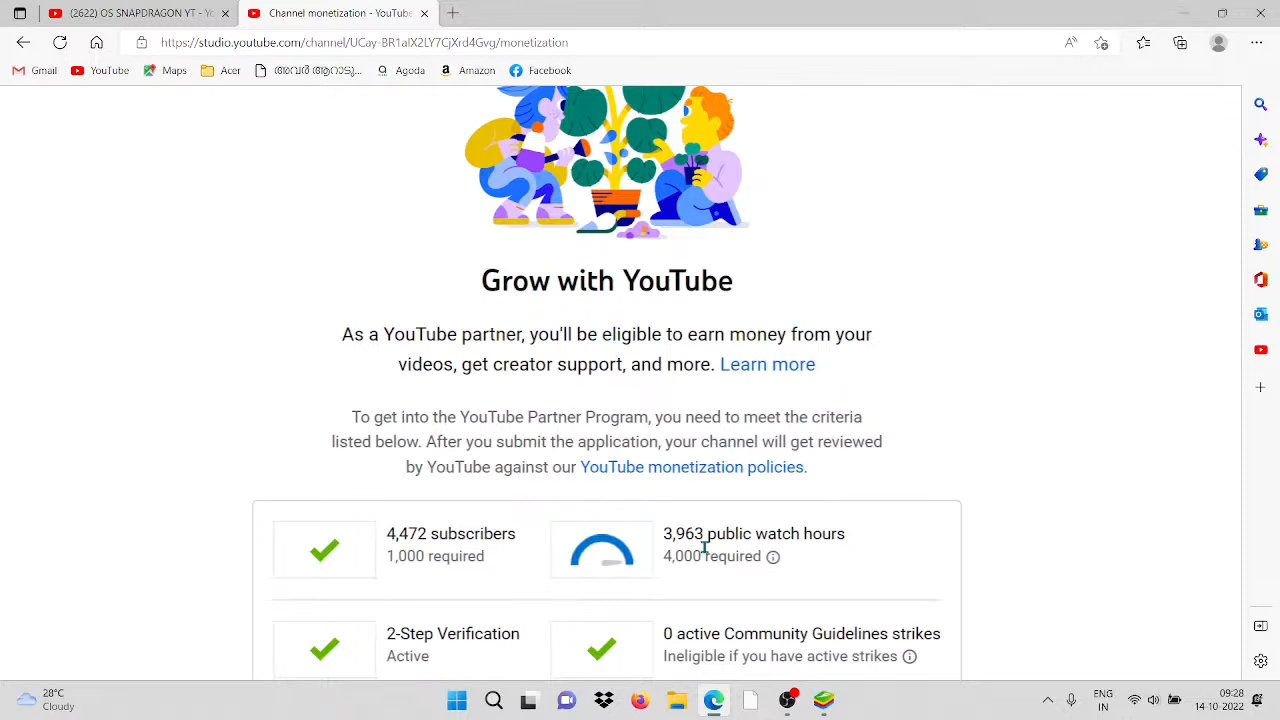 (2622) OS SNAPDRAGON YT - Yo
Channel monetization - YouTube
https://studio.youtube.com/channel/UCay-BR1alX2LY7CjXrd4Gvg/monetization
Gmail
YouTube
Maps
Acer
Agoda
Amazon
Facebook
Grow with YouTube
As a YouTube partner, you'll be eligible to earn money from your
videos, get creator support, and more. Learn more
To get into the YouTube Partner Program, you need to meet the criteria
listed below. After you submit the application, your channel will get reviewed
by YouTube against our YouTube monetization policies.
4,472 subscribers
1,000 required
3,963 public watch hours
4,000 required
2-Step Verification
Active
0 active Community Guidelines strikes
Ineligible if you have active strikes
28°C
Cloudy
ENG
IN
19:28
14-10-2022